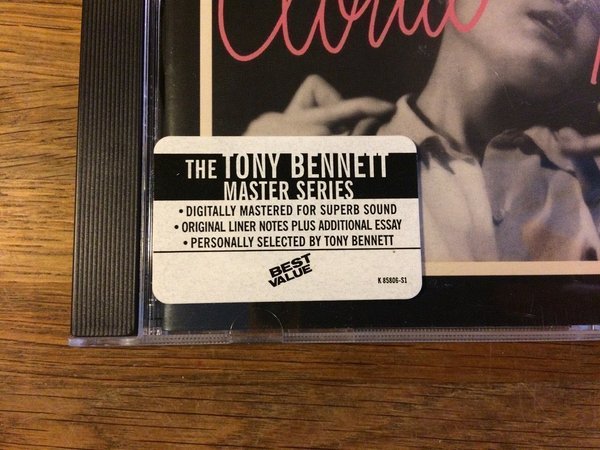 THE TONY BENNETT
MASTER SERIES
• DIGITALLY MASTERED FOR SUPERB SOUND
• ORIGINAL LINER NOTES PLUS ADDITIONAL ESSAY
• PERSONALLY SELECTED BY TONY BENNETT
BEST
VALUE
K 85806-S1